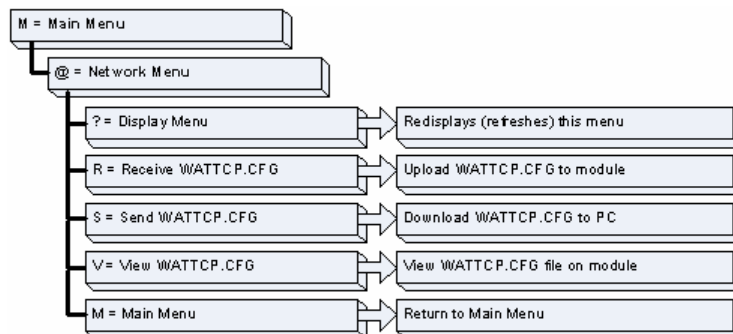 M = Main Menu
@ = Network Menu
? = Display Menu
Redisplays (refreshes) this menu
R = Receive WATTCP.CFG
Upload WATTCP.CFG to module
S = Send WATTCP.CFG
Download WATTCP.CFG to PC
V = View WATTCP.CFG
View WATTCP.CFG file on module
M = Main Menu
Return to Main Menu